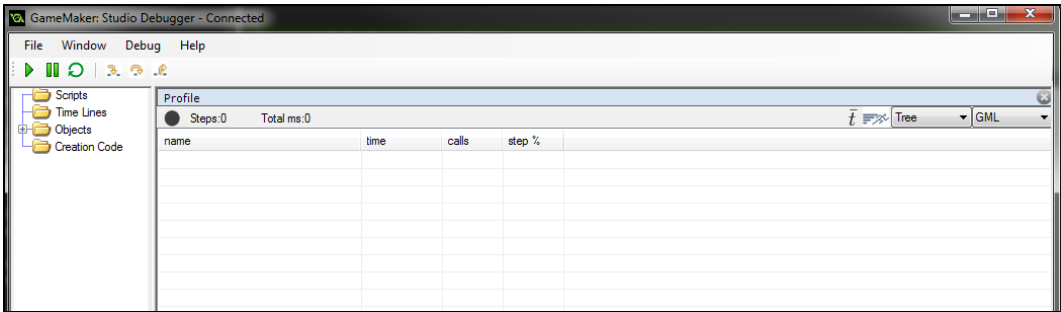 GameMaker: Studio Debugger - Connected
File Window Debug Help
Scripts
Time Lines
Objects
Creation Code
Profile
Steps:0 Total ms:0 t Tree GML
name time calls step %